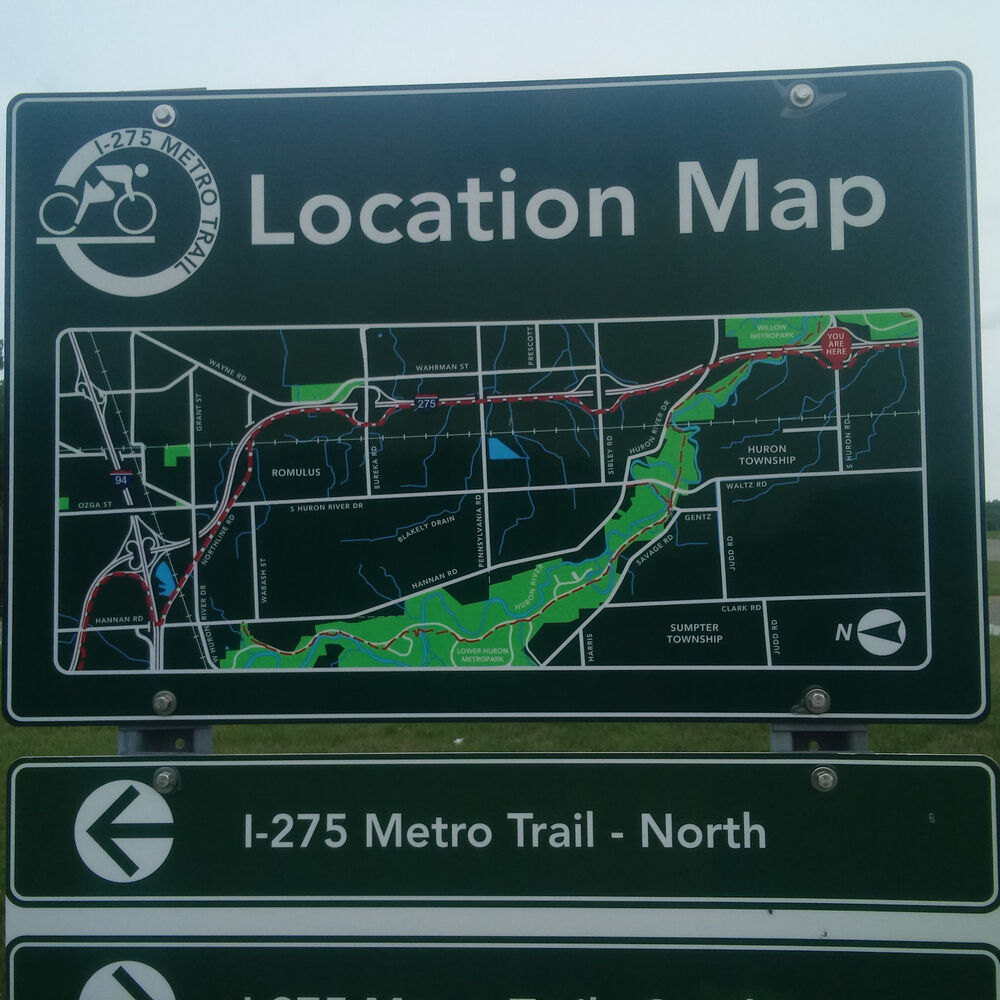 I-275 METRO TRAIL
Location Map
WILLOW
METROPARK
YOU
ARE
HERE
PRESCOTT
WAYNE RD
WAHRMAN ST
GRANT ST
275
HURON RIVER DR
ROMULUS
EUREKA RD
SIBLEY RD
HURON
TOWNSHIP
S HURON RD
94
OZGA ST
S HURON RIVER DR
WALTZ RD
BLAKELY DRAIN
PENNSYLVANIA RD
GENTZ
NORTHLINE RD
SAVAGE RD
JUDD RD
WABASH ST
HANNAN RD
HURON RIVER
W HURON RIVER DR
HANNAN RD
CLARK RD
SUMPTER
TOWNSHIP
JUDD RD
HARRIS
N
LOWER HURON
METROPARK
I-275 Metro Trail - North